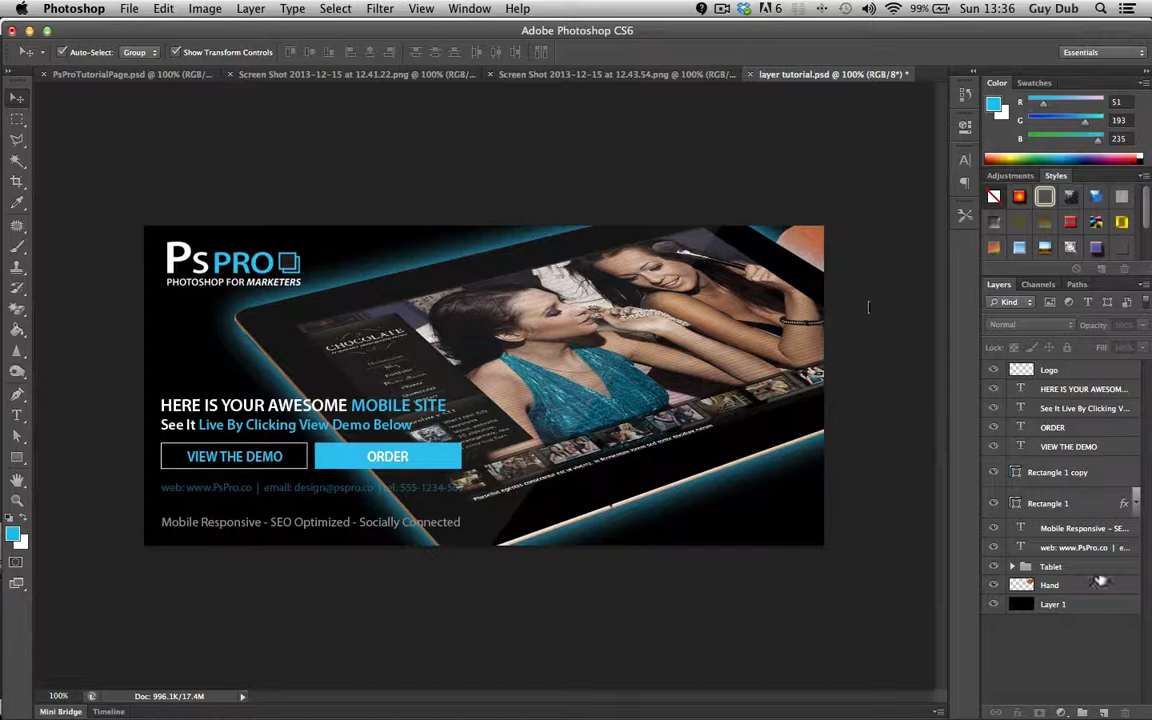 Photoshop File Edit Image Layer Type Select Filter View Window Help 6 99% Sun 13:36 Guy Dub
Adobe Photoshop CS6
Auto-Select: Group Show Transform Controls Essentials
PsProTutorialPage.psd @ 100% (RGB/... Screen Shot 2013-12-15 at 12.41.22.png @ 100% (RGB/... Screen Shot 2013-12-15 at 12.43.54.png @ 100% (RGB/... layer tutorial.psd @ 100% (RGB/8*) *
Color Swatches
R 51
G 193
B 235
Adjustments Styles
Layers Channels Paths
Kind
Normal Opacity: 100%
Lock: Fill: 100%
Logo
HERE IS YOUR AWESOM...
See It Live By Clicking V...
ORDER
VIEW THE DEMO
Rectangle 1 copy
Rectangle 1 fx
Mobile Responsive - SE...
web: www.PsPro.co | e...
Tablet
Hand
Layer 1
Ps PRO
PHOTOSHOP FOR MARKETERS
CHOCOLATE
HERE IS YOUR AWESOME MOBILE SITE
See It Live By Clicking View Demo Below
VIEW THE DEMO ORDER
web: www.PsPro.co | email: design@pspro.co | tel: 555-1234-56
Mobile Responsive - SEO Optimized - Socially Connected
100% Doc: 996.1K/17.4M
Mini Bridge Timeline